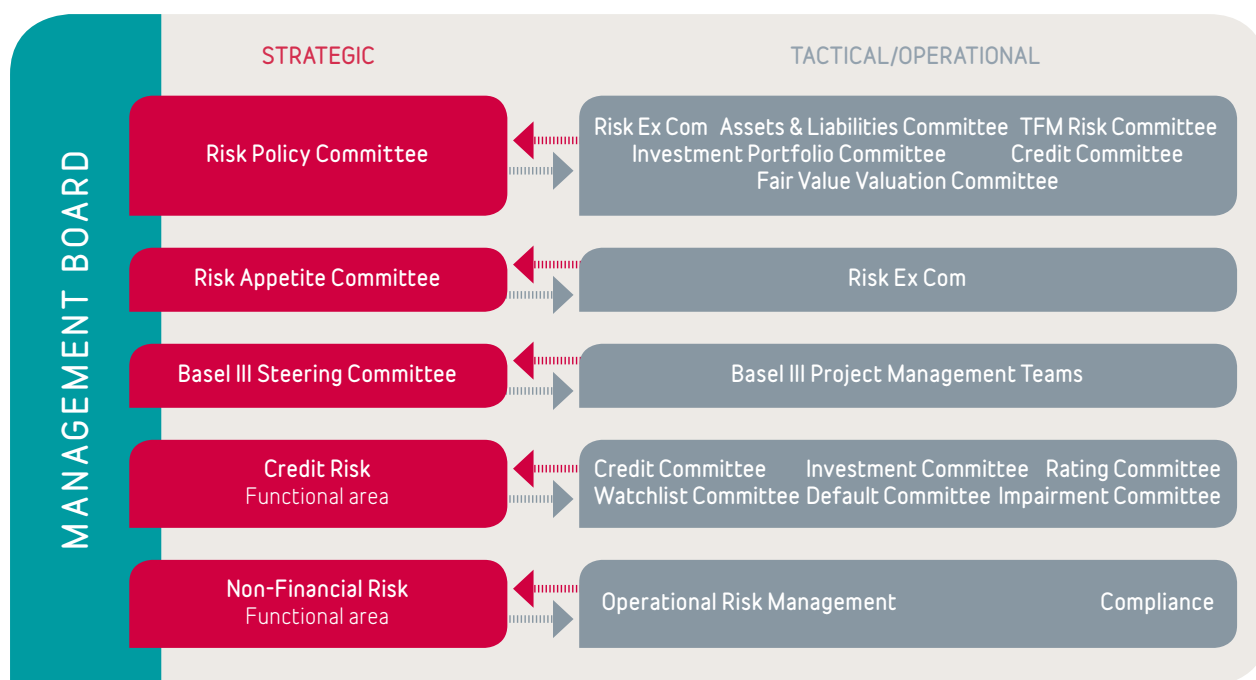 MANAGEMENT BOARD
STRATEGIC
TACTICAL/OPERATIONAL
Risk Policy Committee
Risk Ex Com Assets & Liabilities Committee TFM Risk Committee
Investment Portfolio Committee Credit Committee
Fair Value Valuation Committee
Risk Appetite Committee
Risk Ex Com
Basel III Steering Committee
Basel III Project Management Teams
Credit Risk
Functional area
Credit Committee Investment Committee Rating Committee
Watchlist Committee Default Committee Impairment Committee
Non-Financial Risk
Functional area
Operational Risk Management Compliance